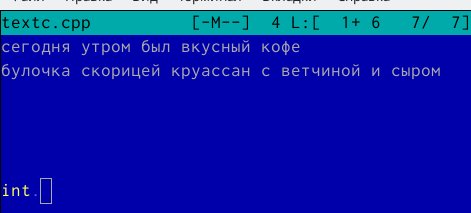 textc.cpp [-M--] 4 L:[ 1+ 6 7/ 7]
сегодня утром был вкусный кофе
булочка скорицей круассан с ветчиной и сыром
int.